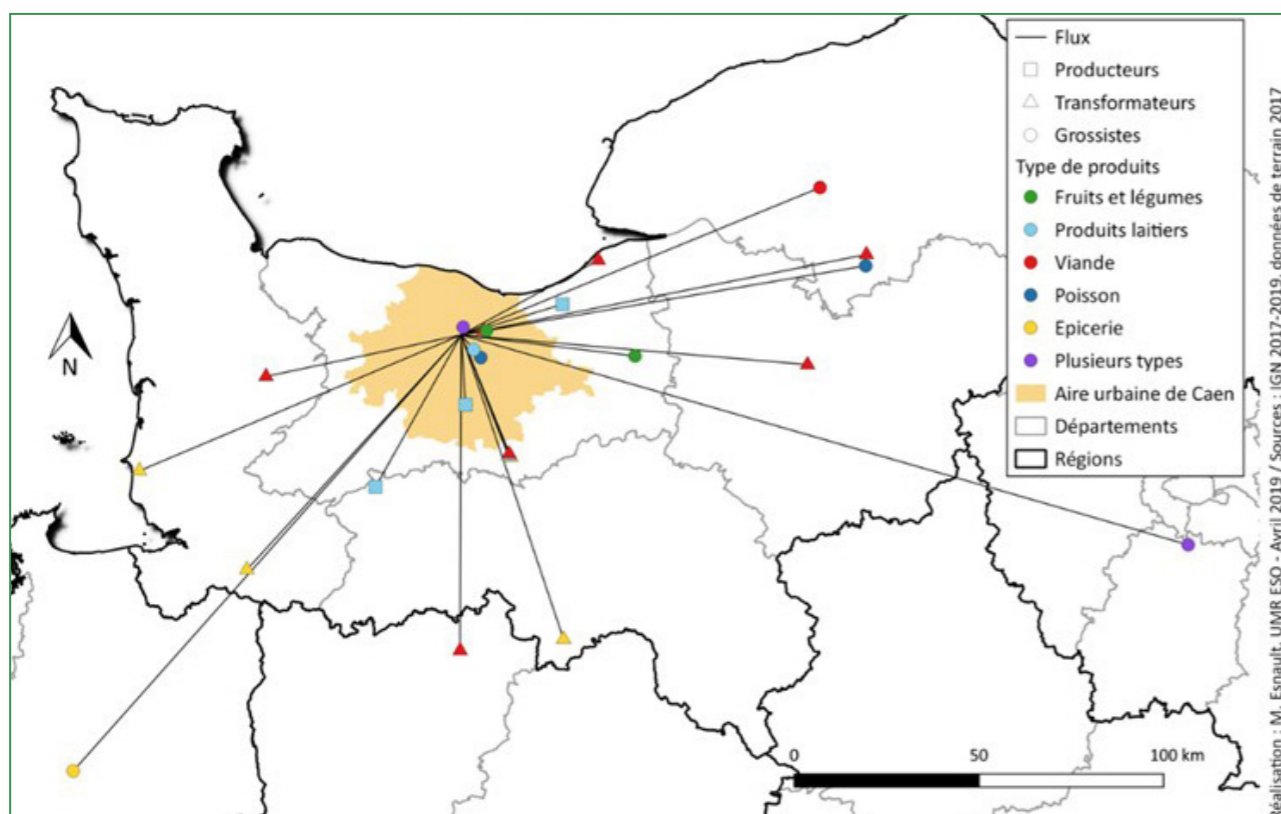 Flux
Producteurs
Transformateurs
Grossistes
Type de produits
Fruits et légumes
Produits laitiers
Viande
Poisson
Epicerie
Plusieurs types
Aire urbaine de Caen
Départements
Régions
N
0 50 100 km
Réalisation : M. Esnault, UMR ESO - Avril 2019 / Sources : IGN 2017-2019, données de terrain 2017